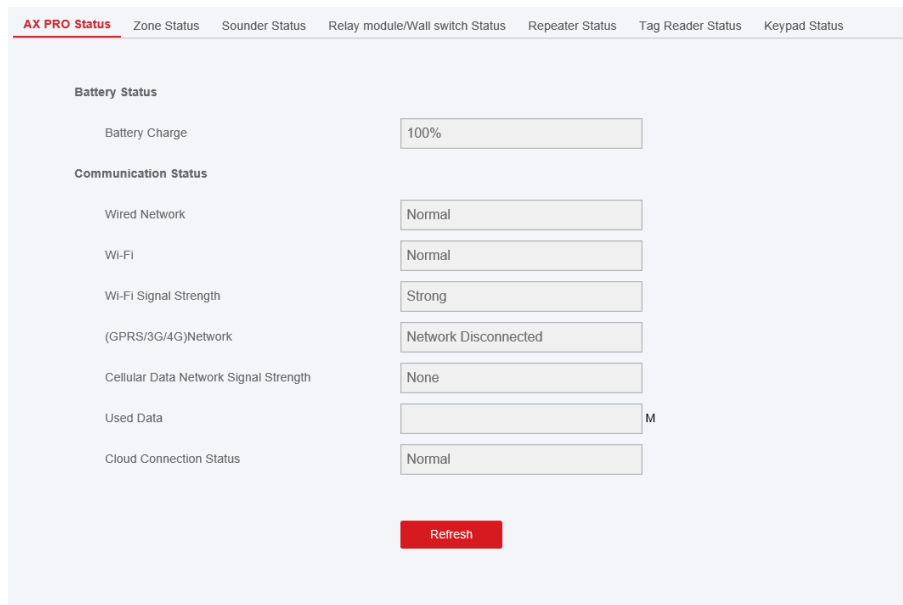 AX PRO Status Zone Status Sounder Status Relay module/Wall switch Status Repeater Status Tag Reader Status Keypad Status
Battery Status
Battery Charge 100%
Communication Status
Wired Network Normal
Wi-Fi Normal
Wi-Fi Signal Strength Strong
(GPRS/3G/4G)Network Network Disconnected
Cellular Data Network Signal Strength None
Used Data M
Cloud Connection Status Normal
Refresh